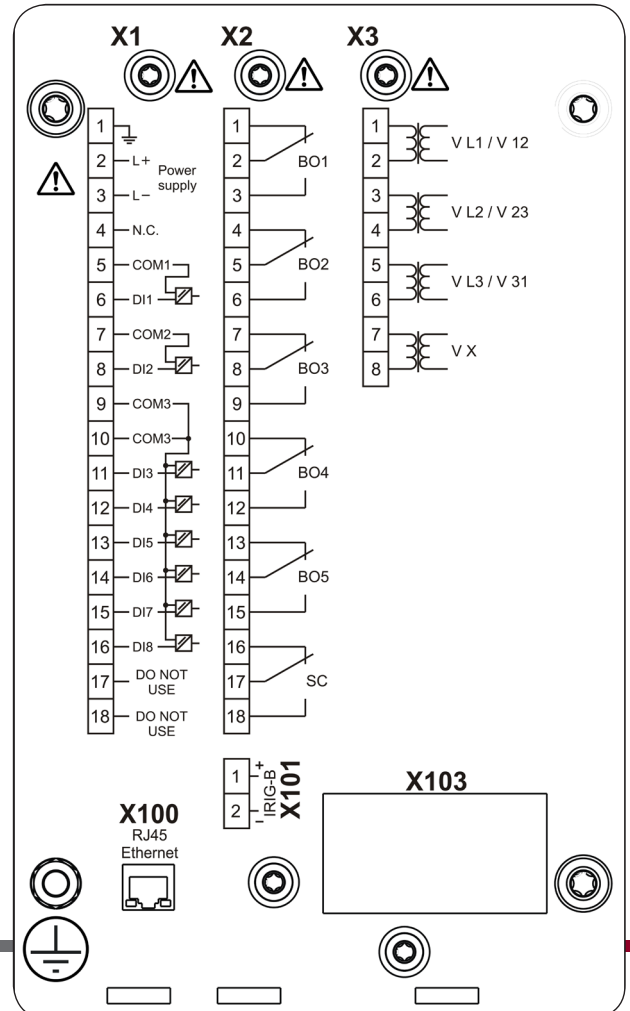 X1
X2
X3
1
2 L+ Power
supply
3 L−
4 N.C.
5 COM1
6 DI1
7 COM2
8 DI2
9 COM3
10 COM3
11 DI3
12 DI4
13 DI5
14 DI6
15 DI7
16 DI8
17 DO NOT
USE
18 DO NOT
USE
1
2 BO1
3
4
5 BO2
6
7
8 BO3
9
10
11 BO4
12
13
14 BO5
15
16
17 SC
18
1 V L1 / V 12
2
3 V L2 / V 23
4
5 V L3 / V 31
6
7 V X
8
1 +
2 −
IRIG-B
X101
X100
RJ45
Ethernet
X103